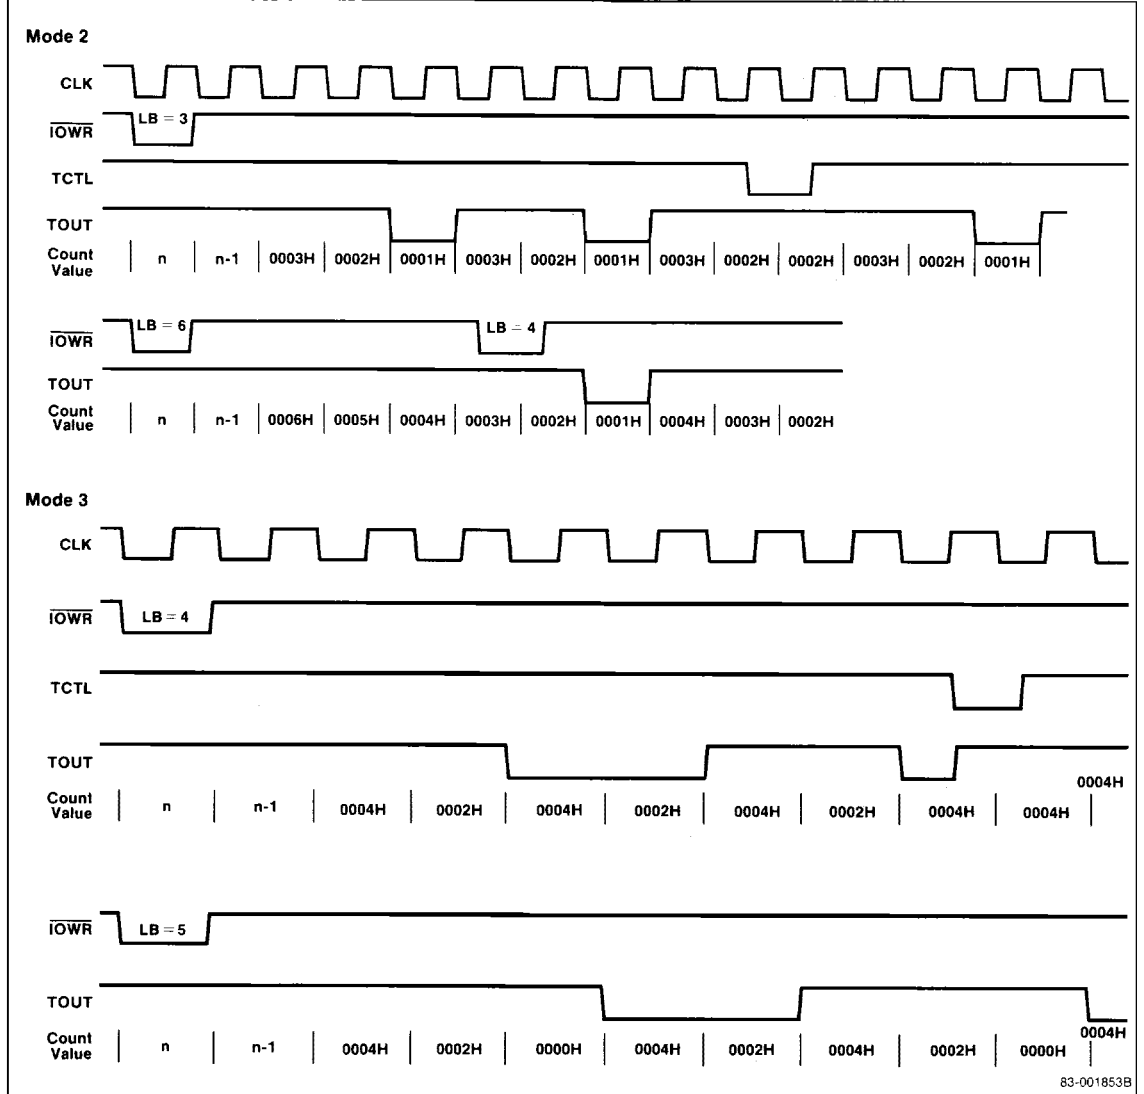 Mode 2
CLK
IOWR LB = 3
TCTL
TOUT
Count Value n n-1 0003H 0002H 0001H 0003H 0002H 0001H 0003H 0002H 0002H 0003H 0002H 0001H
IOWR LB = 6 LB = 4
TOUT
Count Value n n-1 0006H 0005H 0004H 0003H 0002H 0001H 0004H 0003H 0002H
Mode 3
CLK
IOWR LB = 4
TCTL
TOUT
Count Value n n-1 0004H 0002H 0004H 0002H 0004H 0002H 0004H 0004H 0004H
IOWR LB = 5
TOUT
Count Value n n-1 0004H 0002H 0000H 0004H 0002H 0004H 0002H 0000H 0004H
83-001853B